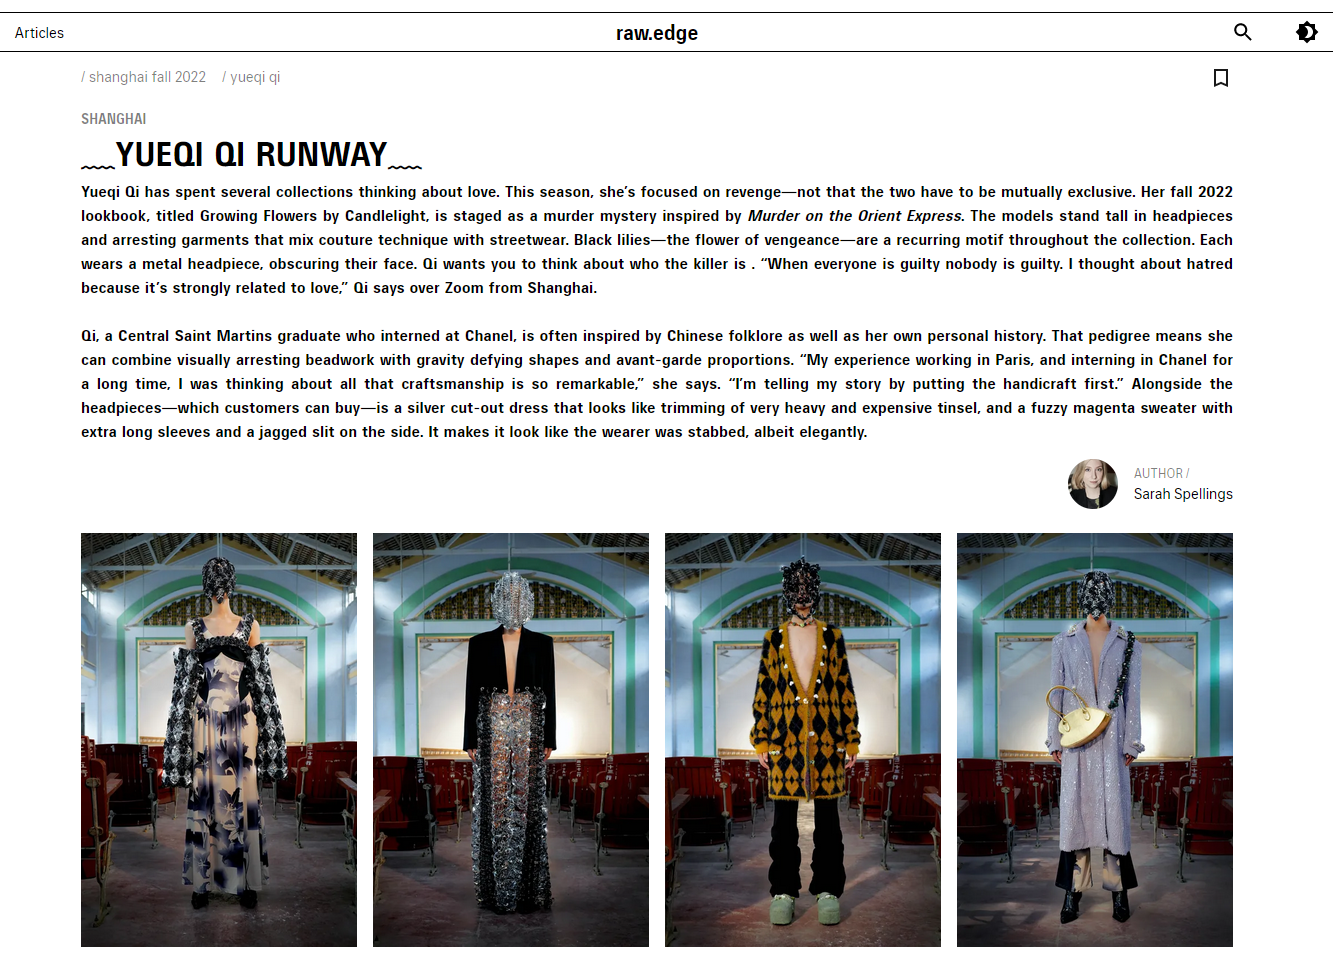 Articles
raw.edge
/ shanghai fall 2022 / yueqi qi
SHANGHAI
﹏YUEQI QI RUNWAY﹏
Yueqi Qi has spent several collections thinking about love. This season, she's focused on revenge—not that the two have to be mutually exclusive. Her fall 2022
lookbook, titled Growing Flowers by Candlelight, is staged as a murder mystery inspired by Murder on the Orient Express. The models stand tall in headpieces
and arresting garments that mix couture technique with streetwear. Black lilies—the flower of vengeance—are a recurring motif throughout the collection. Each
wears a metal headpiece, obscuring their face. Qi wants you to think about who the killer is . “When everyone is guilty nobody is guilty. I thought about hatred
because it's strongly related to love,” Qi says over Zoom from Shanghai.
Qi, a Central Saint Martins graduate who interned at Chanel, is often inspired by Chinese folklore as well as her own personal history. That pedigree means she
can combine visually arresting beadwork with gravity defying shapes and avant-garde proportions. “My experience working in Paris, and interning in Chanel for
a long time, I was thinking about all that craftsmanship is so remarkable,” she says. “I'm telling my story by putting the handicraft first.” Alongside the
headpieces—which customers can buy—is a silver cut-out dress that looks like trimming of very heavy and expensive tinsel, and a fuzzy magenta sweater with
extra long sleeves and a jagged slit on the side. It makes it look like the wearer was stabbed, albeit elegantly.
AUTHOR /
Sarah Spellings